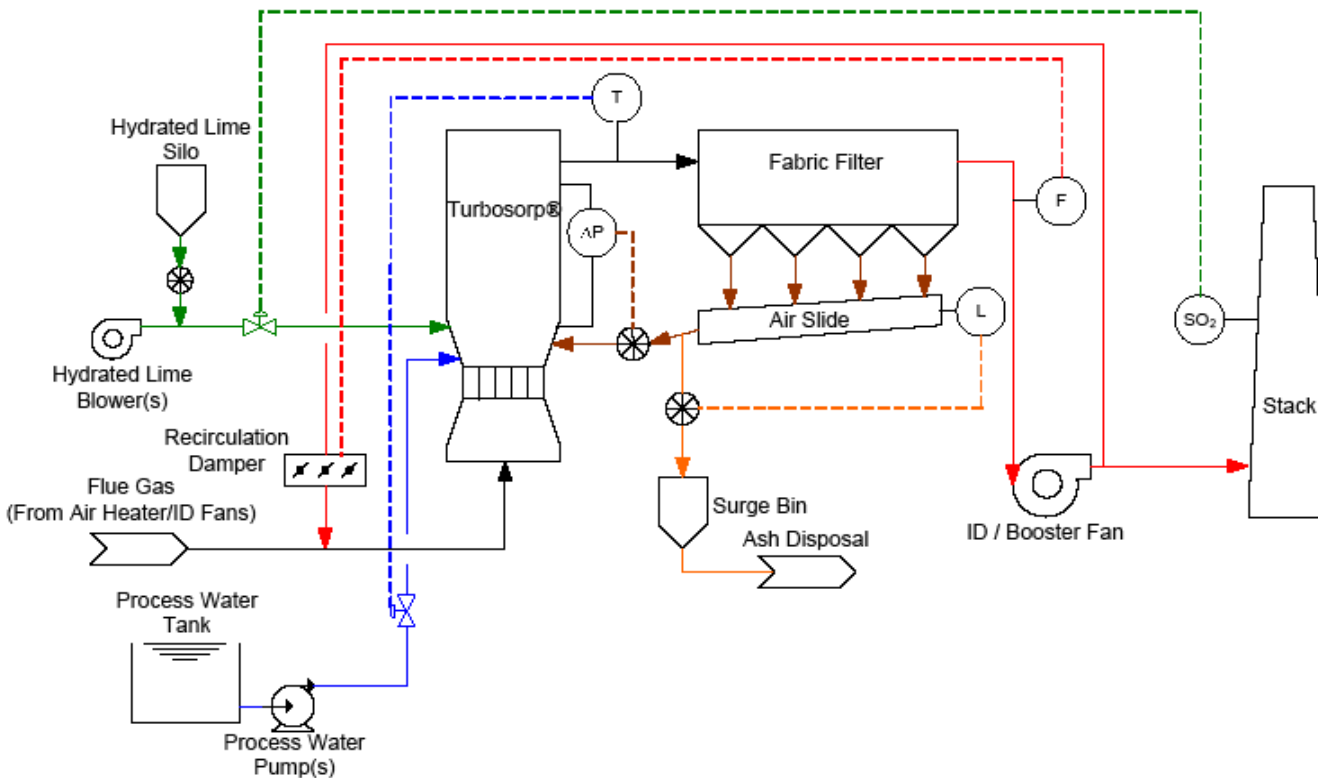 Hydrated Lime
Silo
T
Fabric Filter
Turbosorp®
ΔP
F
Air Slide
L
SO₂
Hydrated Lime
Blower(s)
Stack
Recirculation
Damper
Flue Gas
(From Air Heater/ID Fans)
Surge Bin
ID / Booster Fan
Ash Disposal
Process Water
Tank
Process Water
Pump(s)